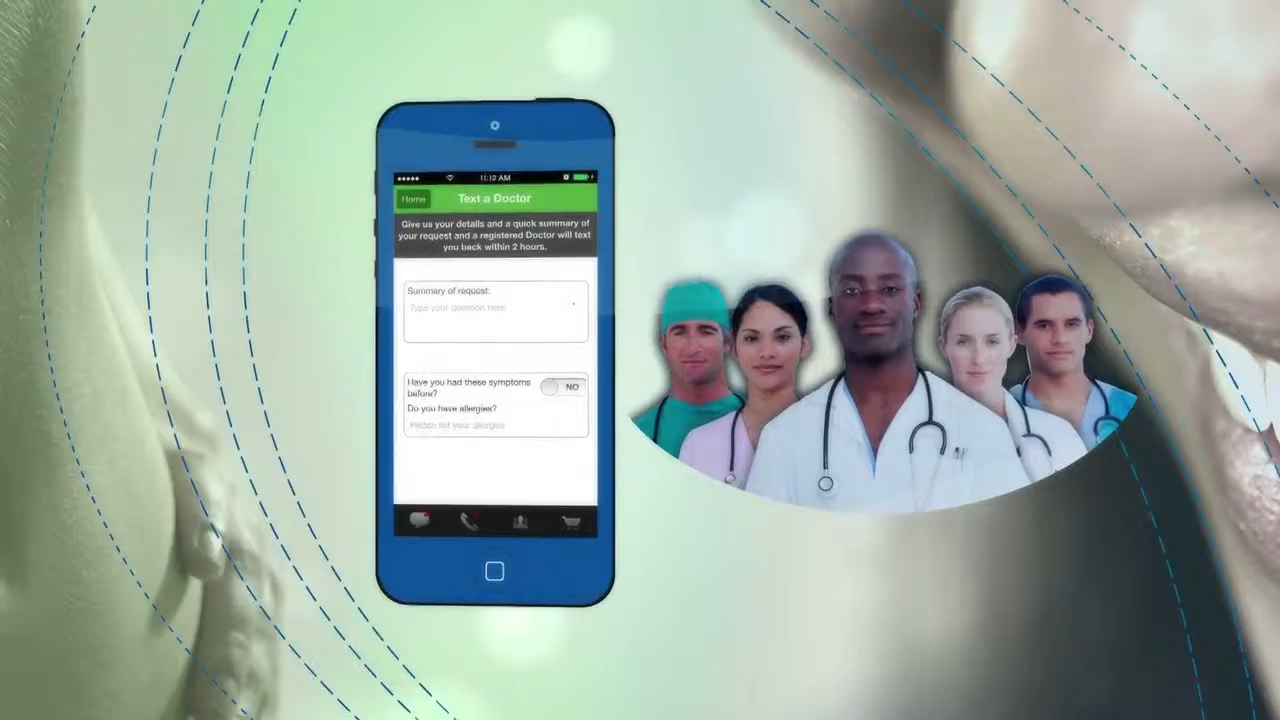 11:12 AM
Home
Text a Doctor
Give us your details and a quick summary of
your request and a registered Doctor will text
you back within 2 hours.
Summary of request:
Type your question here
Have you had these symptoms
before?
NO
Do you have allergies?
Please list your allergies